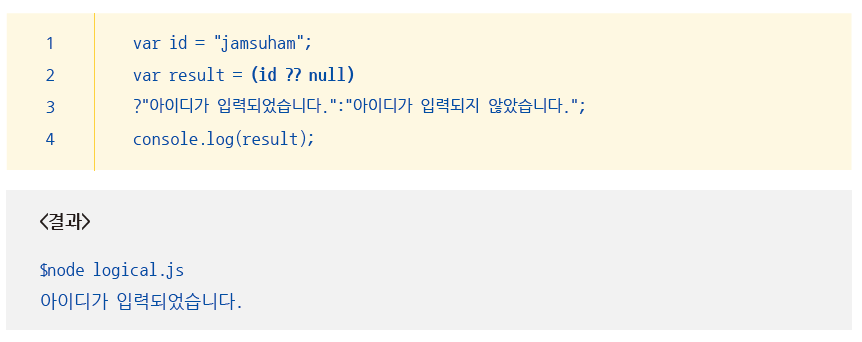 1 var id = "jamsuham";
2 var result = (id ?? null)
3 ?"아이디가 입력되었습니다.":"아이디가 입력되지 않았습니다.";
4 console.log(result);
<결과>
$node logical.js
아이디가 입력되었습니다.